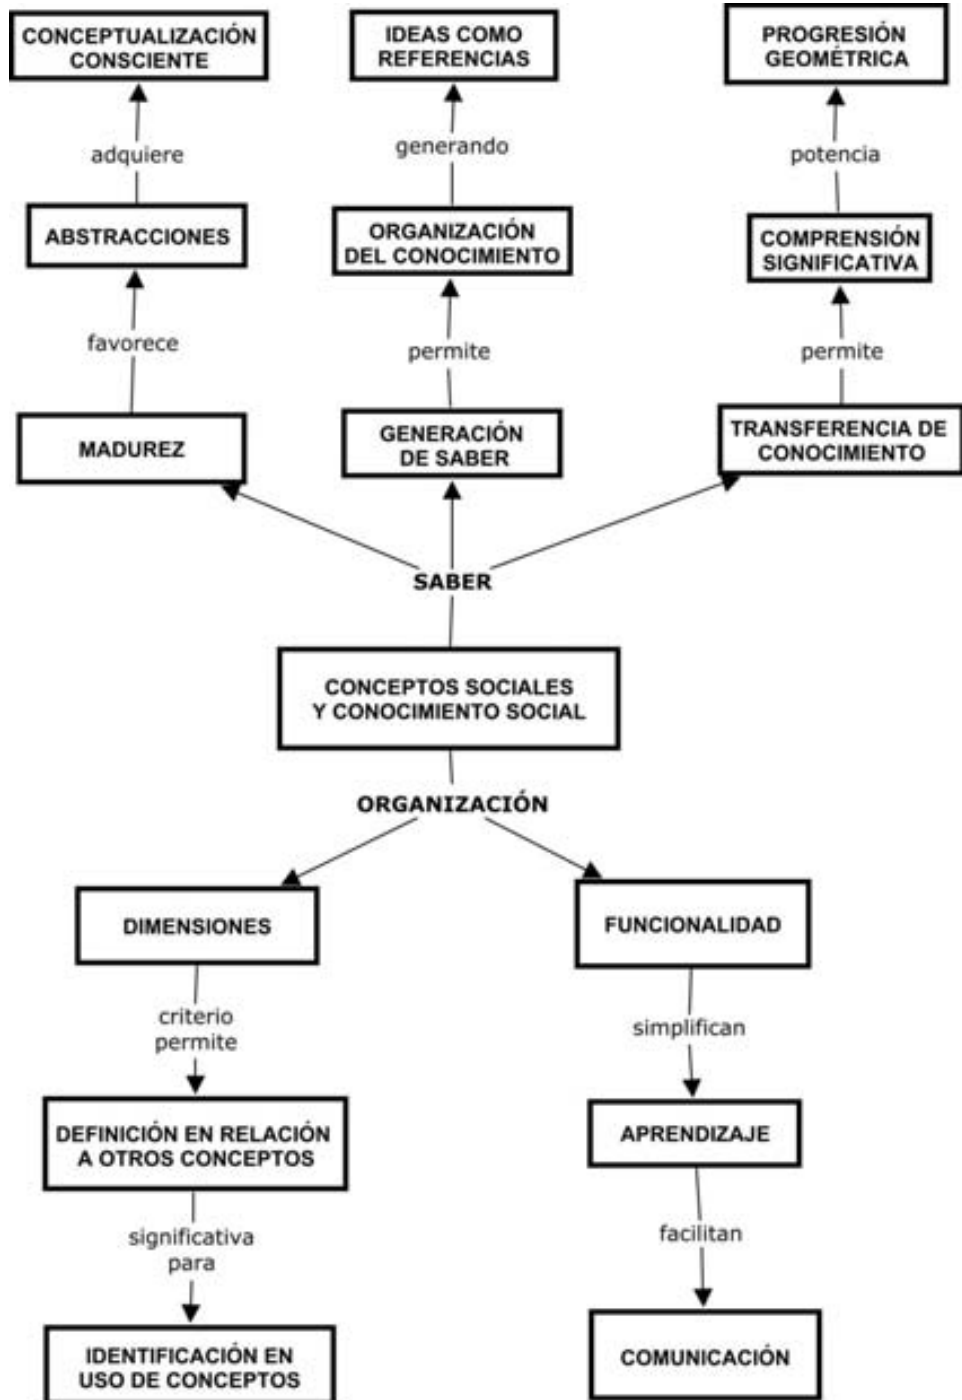 CONCEPTUALIZACIÓN
CONSCIENTE
IDEAS COMO
REFERENCIAS
PROGRESIÓN
GEOMÉTRICA
adquiere
generando
potencia
ABSTRACCIONES
ORGANIZACIÓN
DEL CONOCIMIENTO
COMPRENSIÓN
SIGNIFICATIVA
favorece
permite
permite
MADUREZ
GENERACIÓN
DE SABER
TRANSFERENCIA DE
CONOCIMIENTO
SABER
CONCEPTOS SOCIALES
Y CONOCIMIENTO SOCIAL
ORGANIZACIÓN
DIMENSIONES
FUNCIONALIDAD
criterio
permite
simplifican
DEFINICIÓN EN RELACIÓN
A OTROS CONCEPTOS
APRENDIZAJE
significativa
para
facilitan
IDENTIFICACIÓN EN
USO DE CONCEPTOS
COMUNICACIÓN